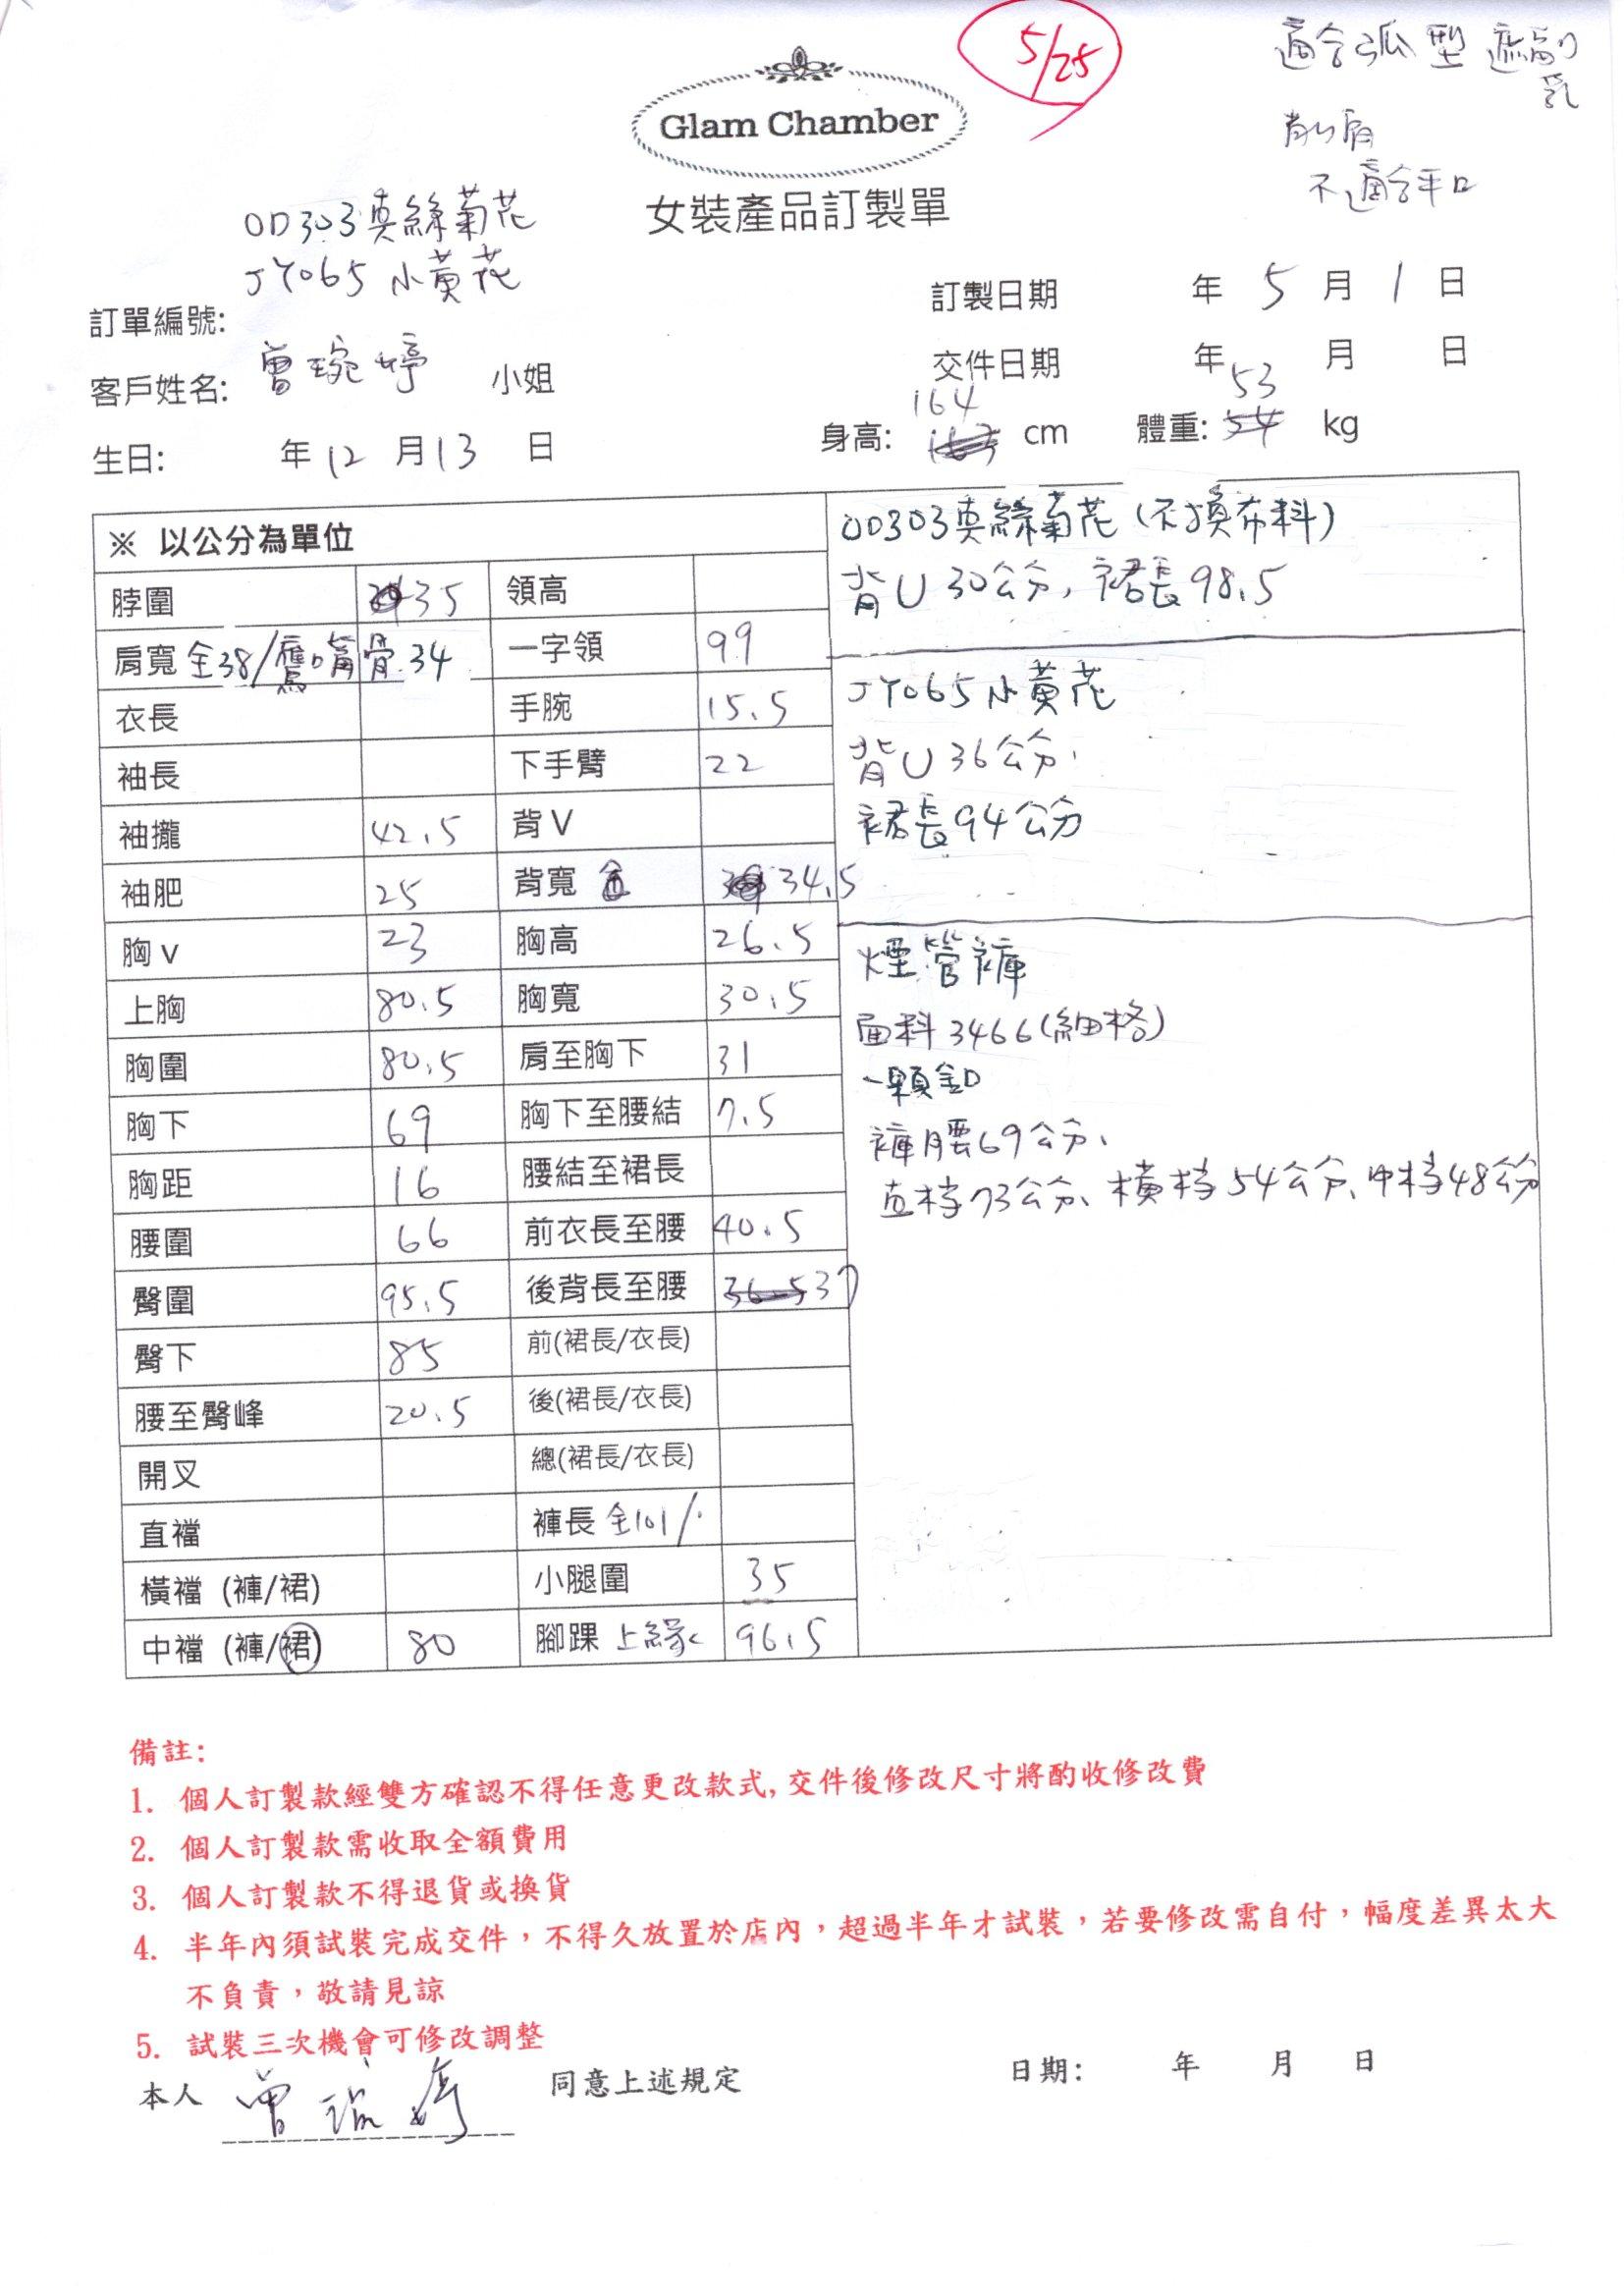 5/25
適合弧型 遮副乳
削肩
不適合平口
Glam Chamber
女裝產品訂製單
OD303真絲菊花
JY065 小黃花
訂單編號:
訂製日期 年 5 月 1 日
客戶姓名: 曾琬婷 小姐
交件日期 年 月 日
生日: 年 12 月 13 日
身高: 164 cm 體重: 53 54 kg
※ 以公分為單位
脖圍 35 領高
肩寬 全38/鷹嘴骨 34 一字領 99
衣長 手腕 15.5
袖長 下手臂 22
袖攏 42.5 背V
袖肥 25 背寬 全 34.5
胸v 23 胸高 26.5
上胸 80.5 胸寬 30.5
胸圍 80.5 肩至胸下 31
胸下 69 胸下至腰結 7.5
胸距 16 腰結至裙長
腰圍 66 前衣長至腰 40.5
臀圍 95.5 後背長至腰 36.5 37
臀下 85 前(裙長/衣長)
腰至臀峰 20.5 後(裙長/衣長)
開叉 總(裙長/衣長)
直襠 褲長 全101/
橫襠 (褲/裙) 小腿圍 35
中襠 (褲/裙) 80 腳踝 上緣 96.5
OD303真絲菊花(不換布料)
背U 30公分, 裙長98.5
JY065小黃花
背U 36公分,
裙長94公分
煙管褲
面料3466(細格)
一顆釦
褲腰69公分、
直档73公分、橫档54公分、中档48公分
備註:
1. 個人訂製款經雙方確認不得任意更改款式, 交件後修改尺寸將酌收修改費
2. 個人訂製款需收取全額費用
3. 個人訂製款不得退貨或換貨
4. 半年內須試裝完成交件，不得久放置於店內，超過半年才試裝，若要修改需自付，幅度差異太大
不負責，敬請見諒
5. 試裝三次機會可修改調整
本人 曾琬婷 同意上述規定 日期: 年 月 日